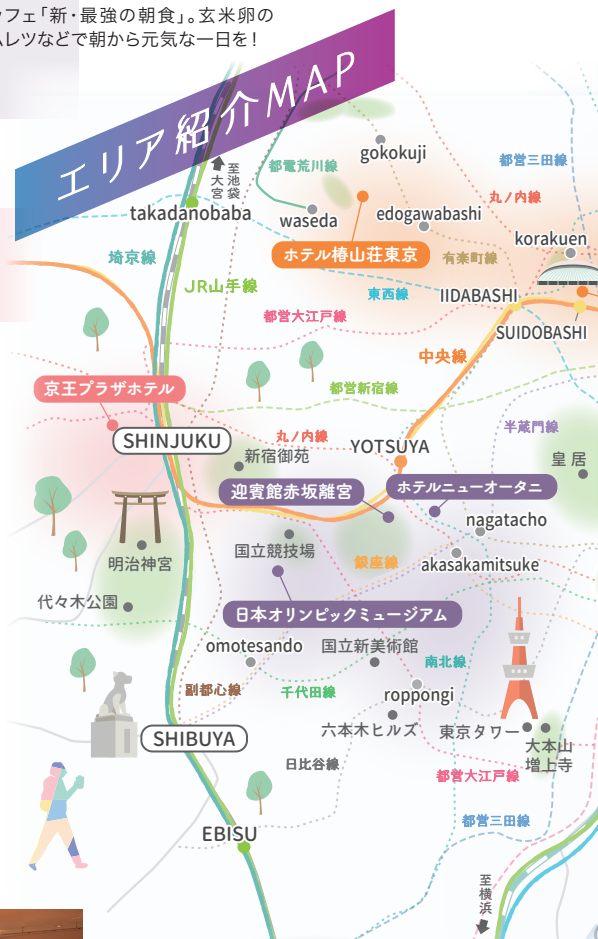 ッフェ「新・最強の朝食」。玄米卵の
ムレツなどで朝から元気な一日を!
エリア紹介MAP
至池袋
大宮
都電荒川線
gokokuji
都営三田線
丸ノ内線
takadanobaba
waseda
edogawabashi
korakuen
埼京線
ホテル椿山荘東京
有楽町線
JR山手線
東西線
IIDABASHI
都営大江戸線
SUIDOBASHI
中央線
京王プラザホテル
都営新宿線
半蔵門線
SHINJUKU
丸ノ内線
YOTSUYA
新宿御苑
皇居
迎賓館赤坂離宮
ホテルニューオータニ
nagatacho
国立競技場
明治神宮
銀座線
akasakamitsuke
代々木公園
日本オリンピックミュージアム
omotesando
国立新美術館
南北線
副都心線
千代田線
roppongi
六本木ヒルズ
東京タワー
SHIBUYA
大本山
増上寺
日比谷線
都営大江戸線
都営三田線
EBISU
至横浜